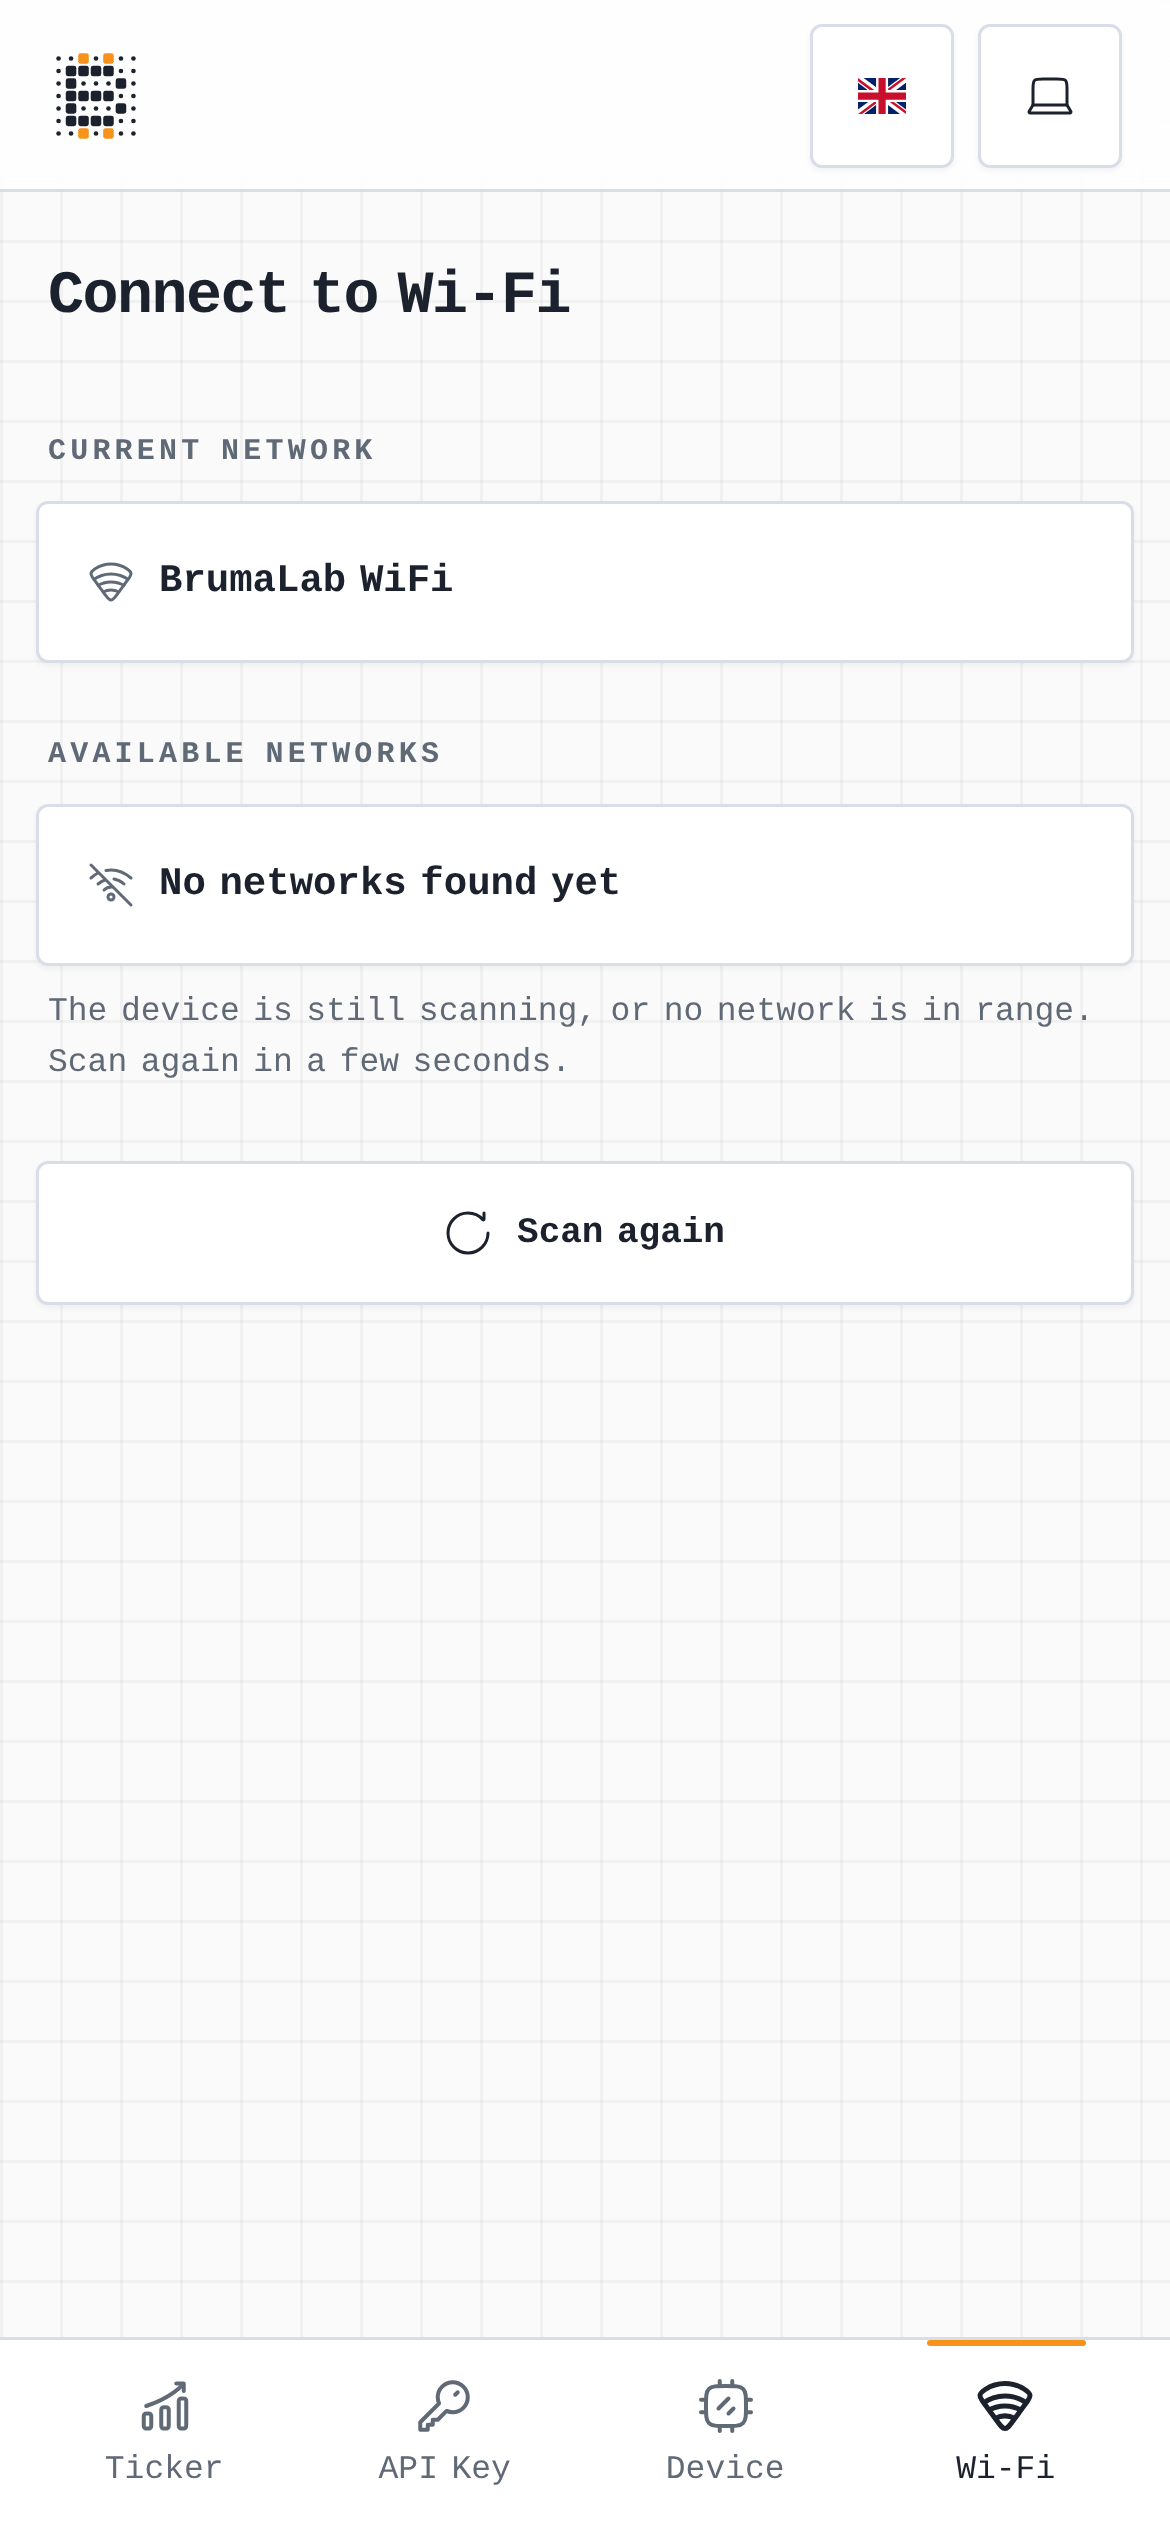 Connect to Wi-Fi
CURRENT NETWORK
BrumaLab WiFi
AVAILABLE NETWORKS
No networks found yet
The device is still scanning, or no network is in range.
Scan again in a few seconds.
Scan again
Ticker
API Key
Device
Wi-Fi